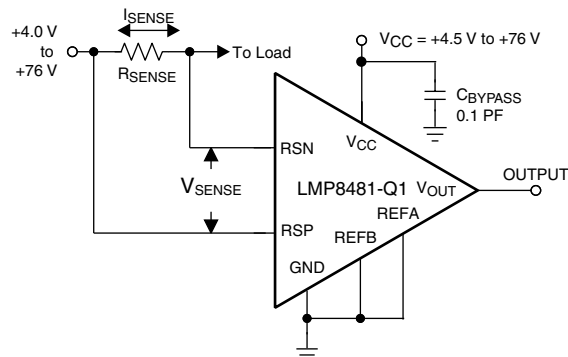 +4.0 V
to
+76 V
ISENSE
RSENSE
To Load
VCC = +4.5 V to +76 V
CBYPASS
0.1 PF
VCC
RSN
VSENSE
LMP8481-Q1
VOUT
OUTPUT
REFA
RSP
REFB
GND